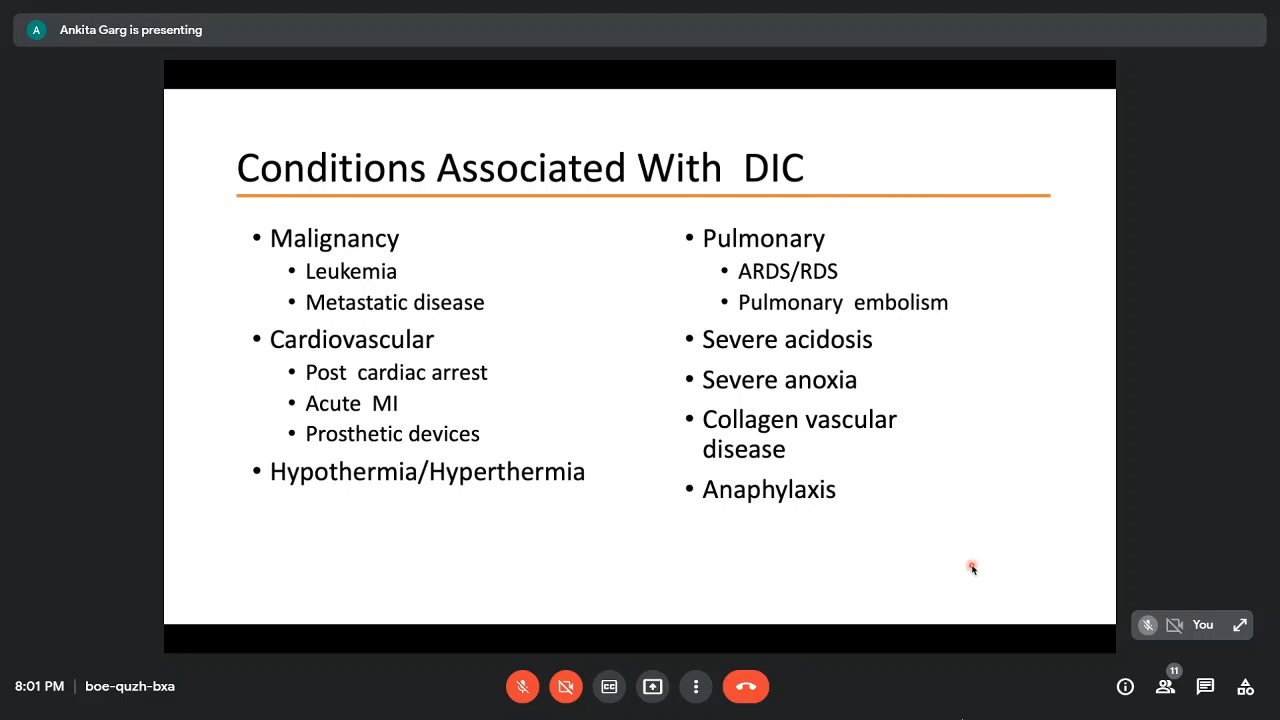 A Ankita Garg is presenting
Conditions Associated With DIC
• Malignancy
• Leukemia
• Metastatic disease
• Cardiovascular
• Post cardiac arrest
• Acute MI
• Prosthetic devices
• Hypothermia/Hyperthermia
• Pulmonary
• ARDS/RDS
• Pulmonary embolism
• Severe acidosis
• Severe anoxia
• Collagen vascular
disease
• Anaphylaxis
You
8:01 PM | boe-quzh-bxa
CC
11